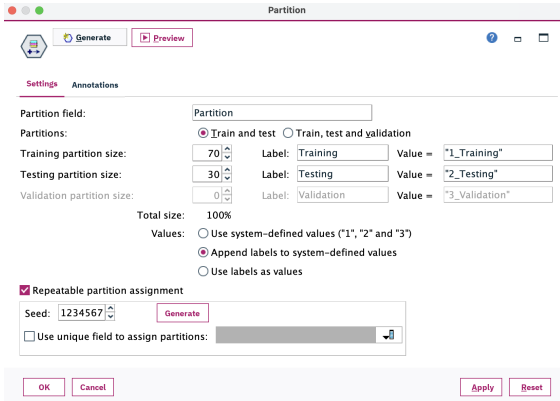 Partition
Generate
Preview
?
Settings Annotations
Partition field: Partition
Partitions: Train and test Train, test and validation
Training partition size: 70 Label: Training Value = "1_Training"
Testing partition size: 30 Label: Testing Value = "2_Testing"
Validation partition size: 0 Label: Validation Value = "3_Validation"
Total size: 100%
Values: Use system-defined values ("1", "2" and "3")
Append labels to system-defined values
Use labels as values
Repeatable partition assignment
Seed: 1234567 Generate
Use unique field to assign partitions:
OK Cancel Apply Reset